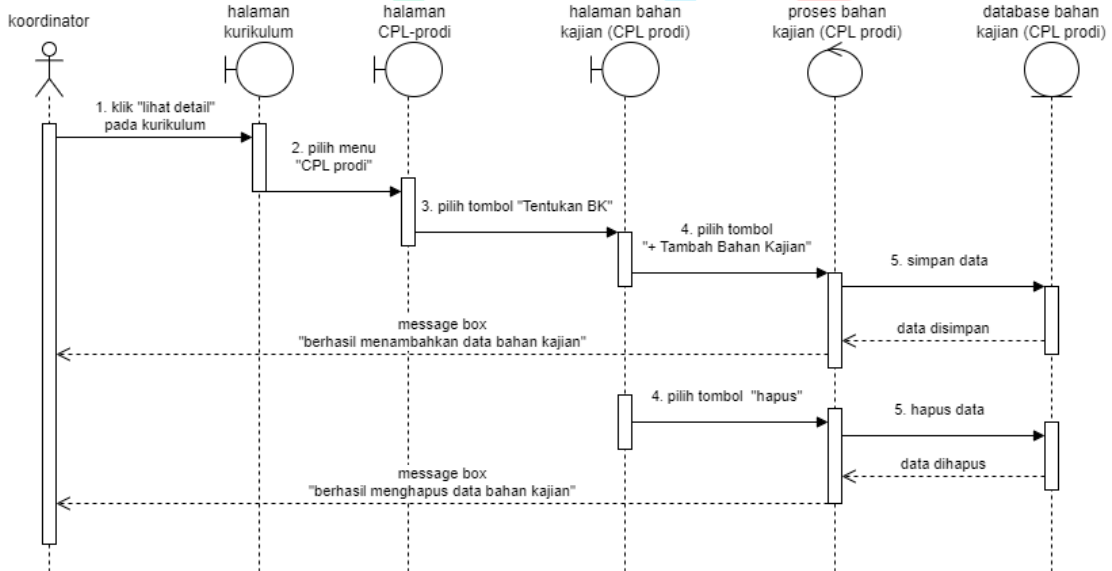 koordinator
halaman
kurikulum
halaman
CPL-prodi
halaman bahan
kajian (CPL prodi)
proses bahan
kajian (CPL prodi)
database bahan
kajian (CPL prodi)
1. klik "lihat detail"
pada kurikulum
2. pilih menu
"CPL prodi"
3. pilih tombol "Tentukan BK"
4. pilih tombol
"+ Tambah Bahan Kajian"
5. simpan data
data disimpan
message box
"berhasil menambahkan data bahan kajian"
4. pilih tombol "hapus"
5. hapus data
data dihapus
message box
"berhasil menghapus data bahan kajian"